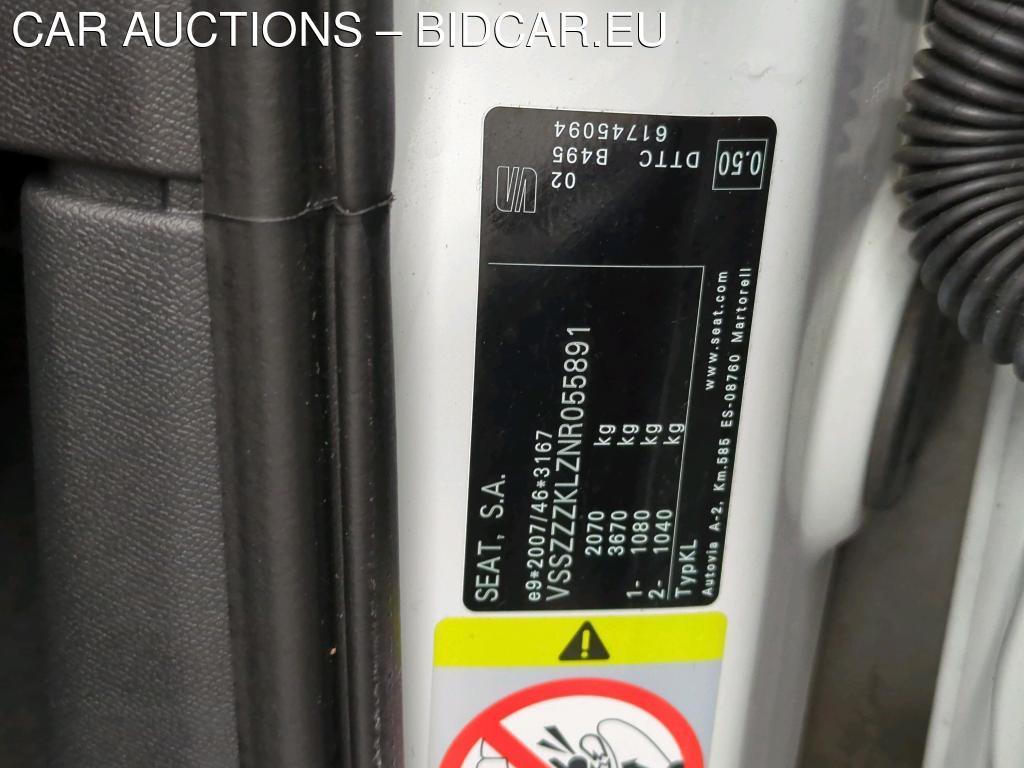 CAR AUCTIONS – BIDCAR.EU
SEAT, S.A.
e9*2007/46*3167
VSSZZZKLZNR055891
2070 kg
3670 kg
1- 1080 kg
2- 1040 kg
TypKL
www.seat.com
Autovia A-2, Km.585 ES-08760 Martorell
02
B495 61745094
DTTC
0.50